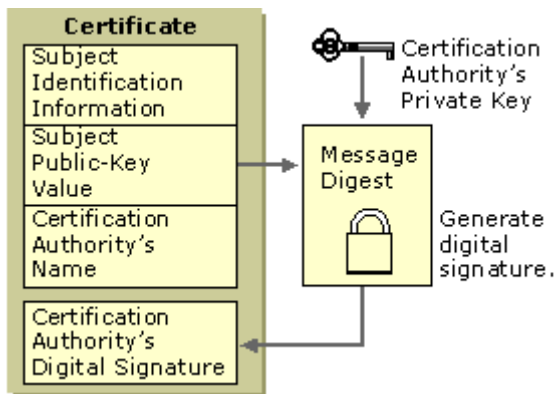 Certificate
Subject
Identification
Information
Subject
Public-Key
Value
Certification
Authority's
Name
Certification
Authority's
Digital Signature
Certification
Authority's
Private Key
Message
Digest
Generate
digital
signature.